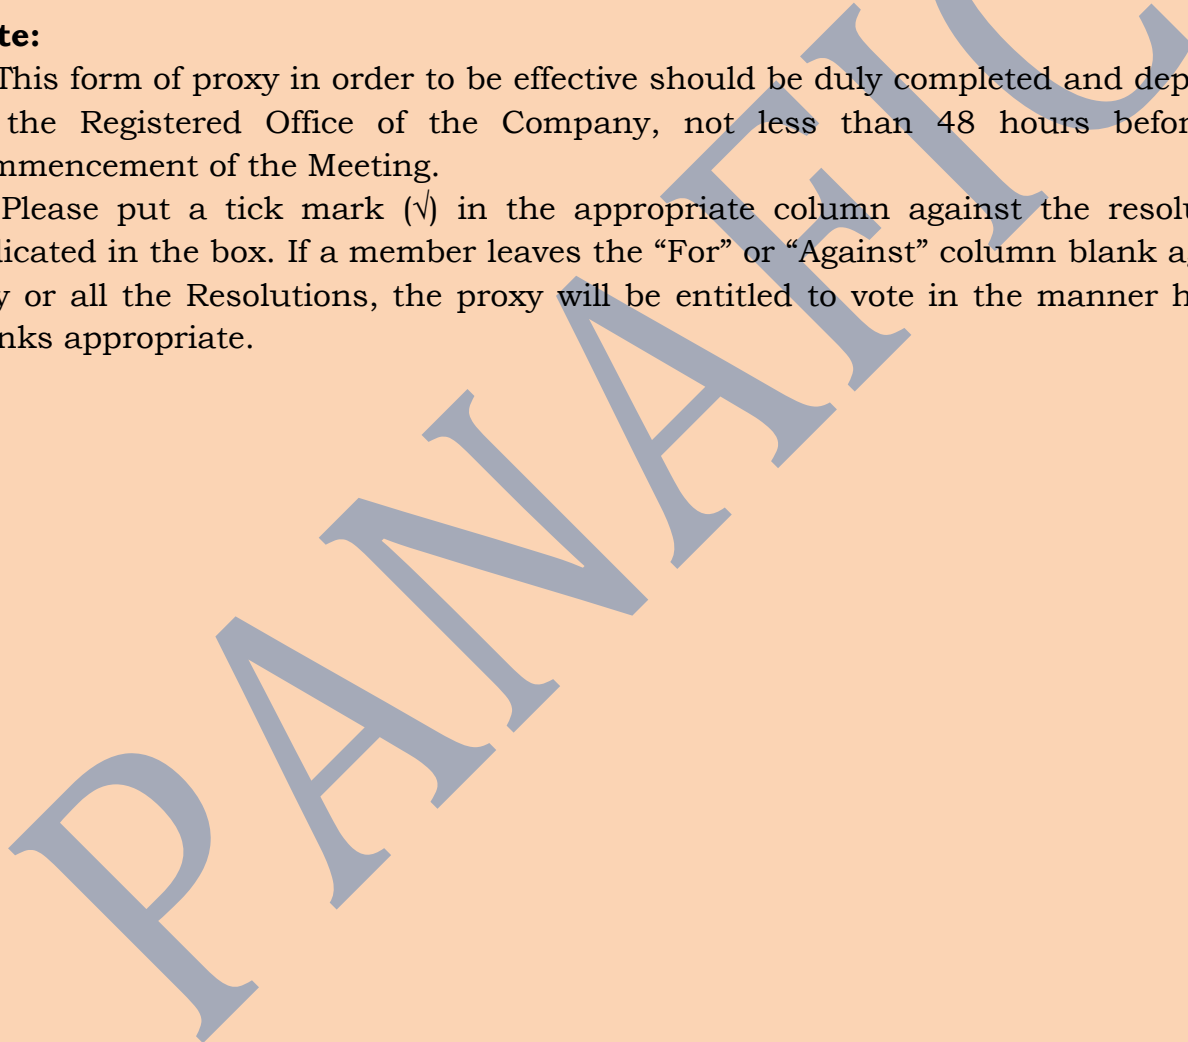 te:
This form of proxy in order to be effective should be duly completed and dep
the Registered Office of the Company, not less than 48 hours befor
mmencement of the Meeting.
Please put a tick mark (√) in the appropriate column against the resolu
licated in the box. If a member leaves the “For” or “Against” column blank ag
y or all the Resolutions, the proxy will be entitled to vote in the manner h
nks appropriate.
PANAFIC